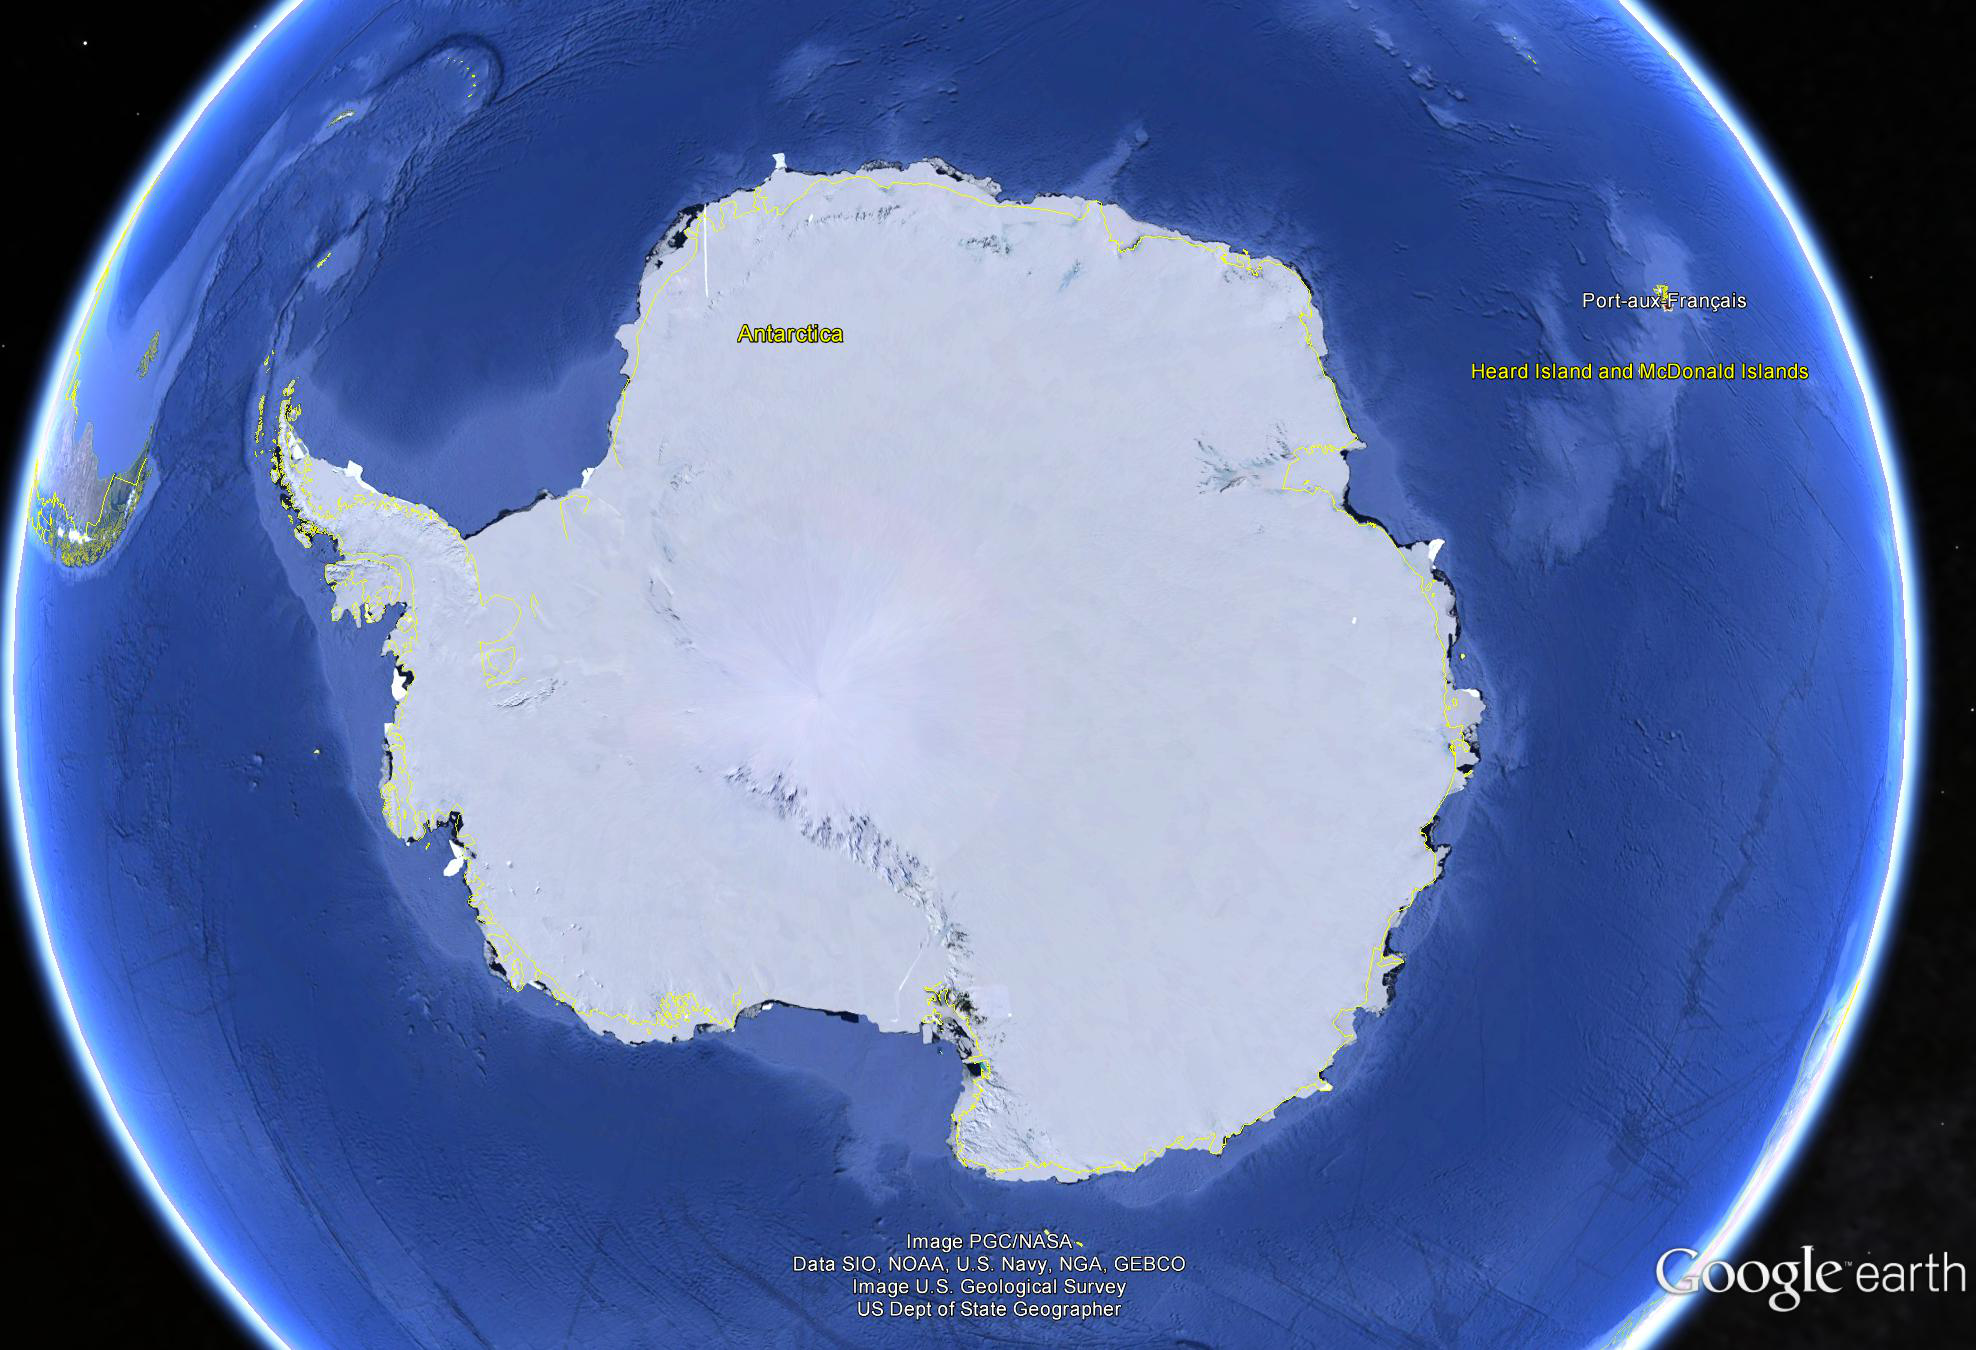 Antarctica
Port-aux-Français
Heard Island and McDonald Islands
Image PGC/NASA
Data SIO, NOAA, U.S. Navy, NGA, GEBCO
Image U.S. Geological Survey
US Dept of State Geographer
Google™ earth